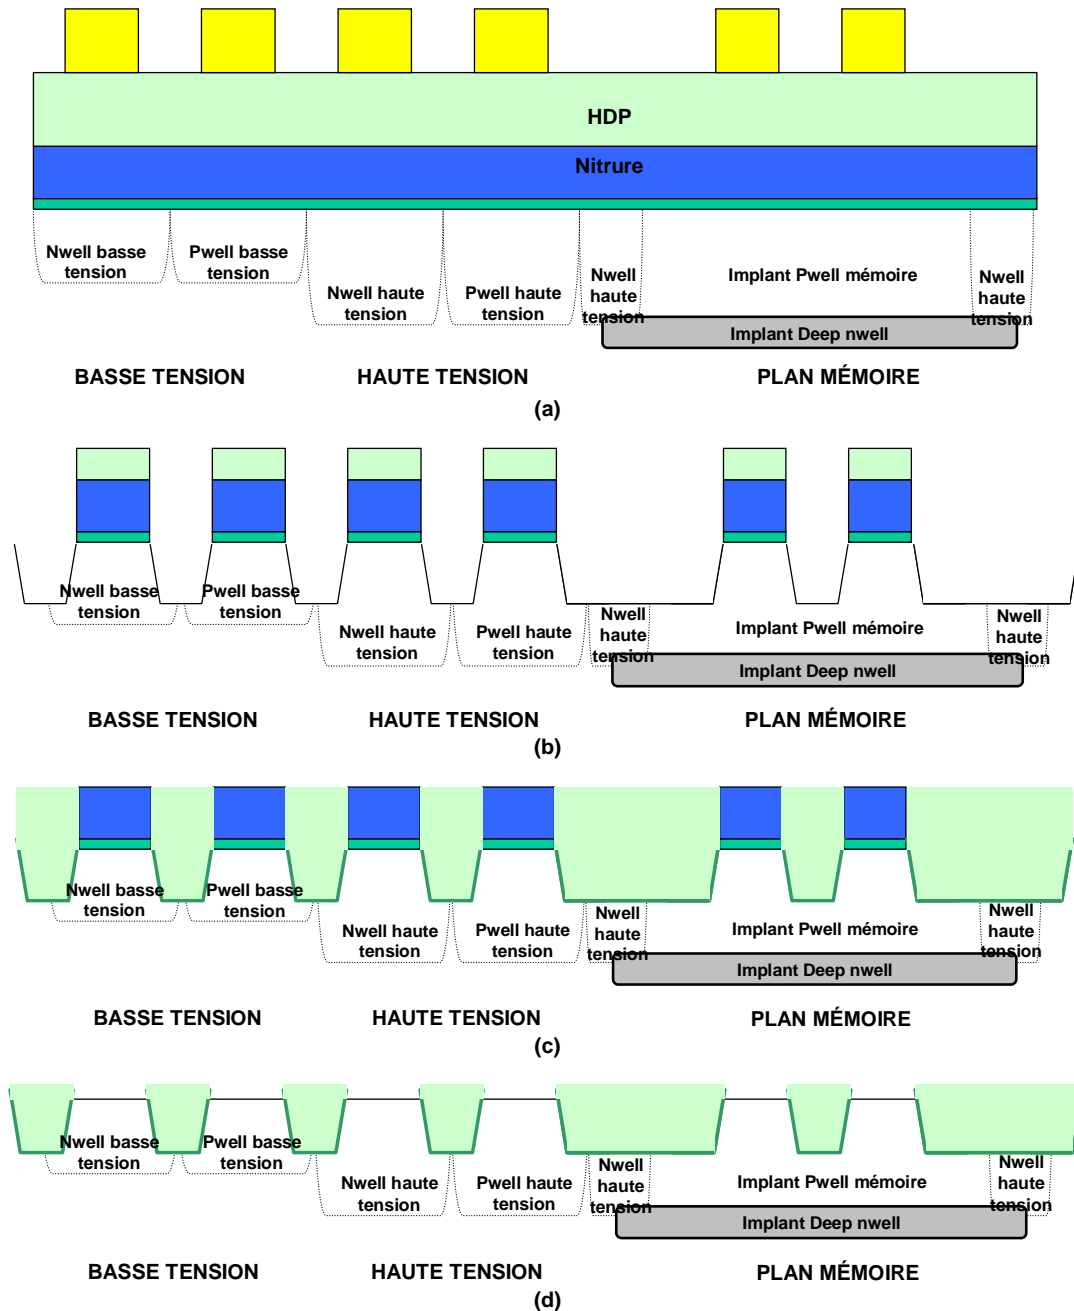 HDP
Nitrure
Nwell basse
tension
Pwell basse
tension
Nwell haute
tension
Pwell haute
tension
Nwell
haute
tension
Implant Pwell mémoire
Nwell
haute
tension
Implant Deep nwell
BASSE TENSION
HAUTE TENSION
PLAN MÉMOIRE
(a)
Nwell basse
tension
Pwell basse
tension
Nwell haute
tension
Pwell haute
tension
Nwell
haute
tension
Implant Pwell mémoire
Nwell
haute
tension
Implant Deep nwell
BASSE TENSION
HAUTE TENSION
PLAN MÉMOIRE
(b)
Nwell basse
tension
Pwell basse
tension
Nwell haute
tension
Pwell haute
tension
Nwell
haute
tension
Implant Pwell mémoire
Nwell
haute
tension
Implant Deep nwell
BASSE TENSION
HAUTE TENSION
PLAN MÉMOIRE
(c)
Nwell basse
tension
Pwell basse
tension
Nwell haute
tension
Pwell haute
tension
Nwell
haute
tension
Implant Pwell mémoire
Nwell
haute
tension
Implant Deep nwell
BASSE TENSION
HAUTE TENSION
PLAN MÉMOIRE
(d)